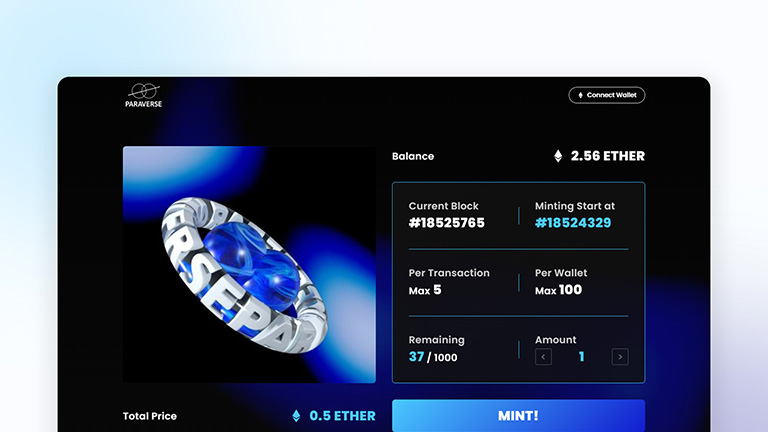 PARAVERSE
Connect Wallet
Balance
2.56 ETHER
ERSEPAR
Current Block
#18525765
Minting Start at
#18524329
Per Transaction
Max 5
Per Wallet
Max 100
Remaining
37 / 1000
Amount
< 1 >
Total Price
0.5 ETHER
MINT!